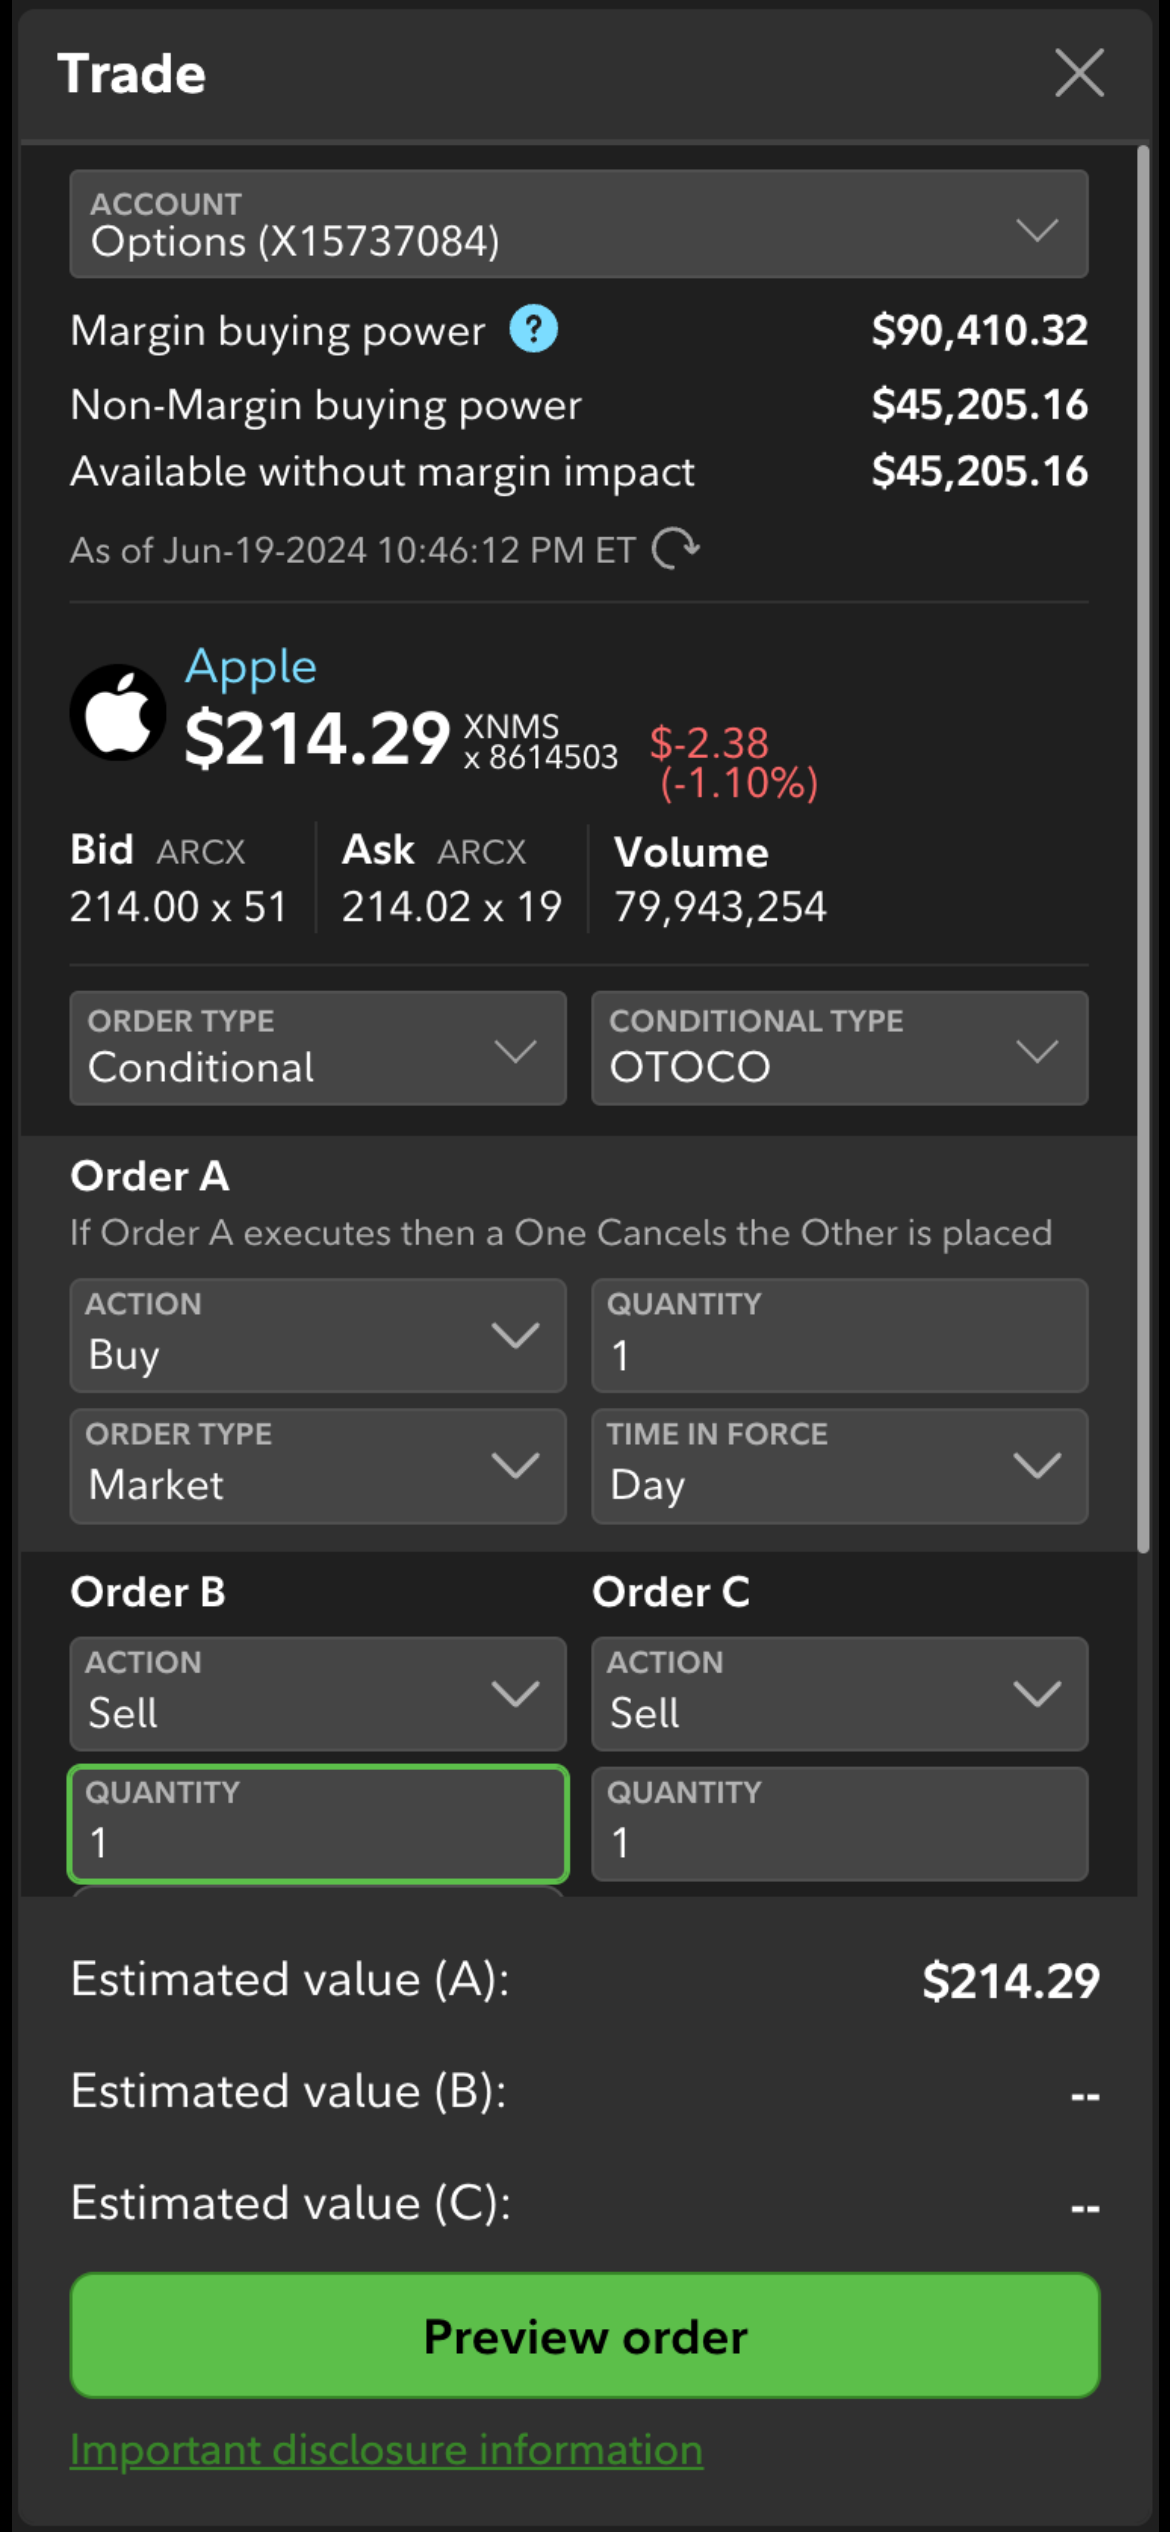 Trade
ACCOUNT
Options (X15737084)
Margin buying power ? $90,410.32
Non-Margin buying power $45,205.16
Available without margin impact $45,205.16
As of Jun-19-2024 10:46:12 PM ET
Apple
$214.29 XNMS x 8614503 $-2.38 (-1.10%)
Bid ARCX Ask ARCX Volume
214.00 x 51 214.02 x 19 79,943,254
ORDER TYPE CONDITIONAL TYPE
Conditional OTOCO
Order A
If Order A executes then a One Cancels the Other is placed
ACTION QUANTITY
Buy 1
ORDER TYPE TIME IN FORCE
Market Day
Order B Order C
ACTION ACTION
Sell Sell
QUANTITY QUANTITY
1 1
Estimated value (A): $214.29
Estimated value (B): --
Estimated value (C): --
Preview order
Important disclosure information